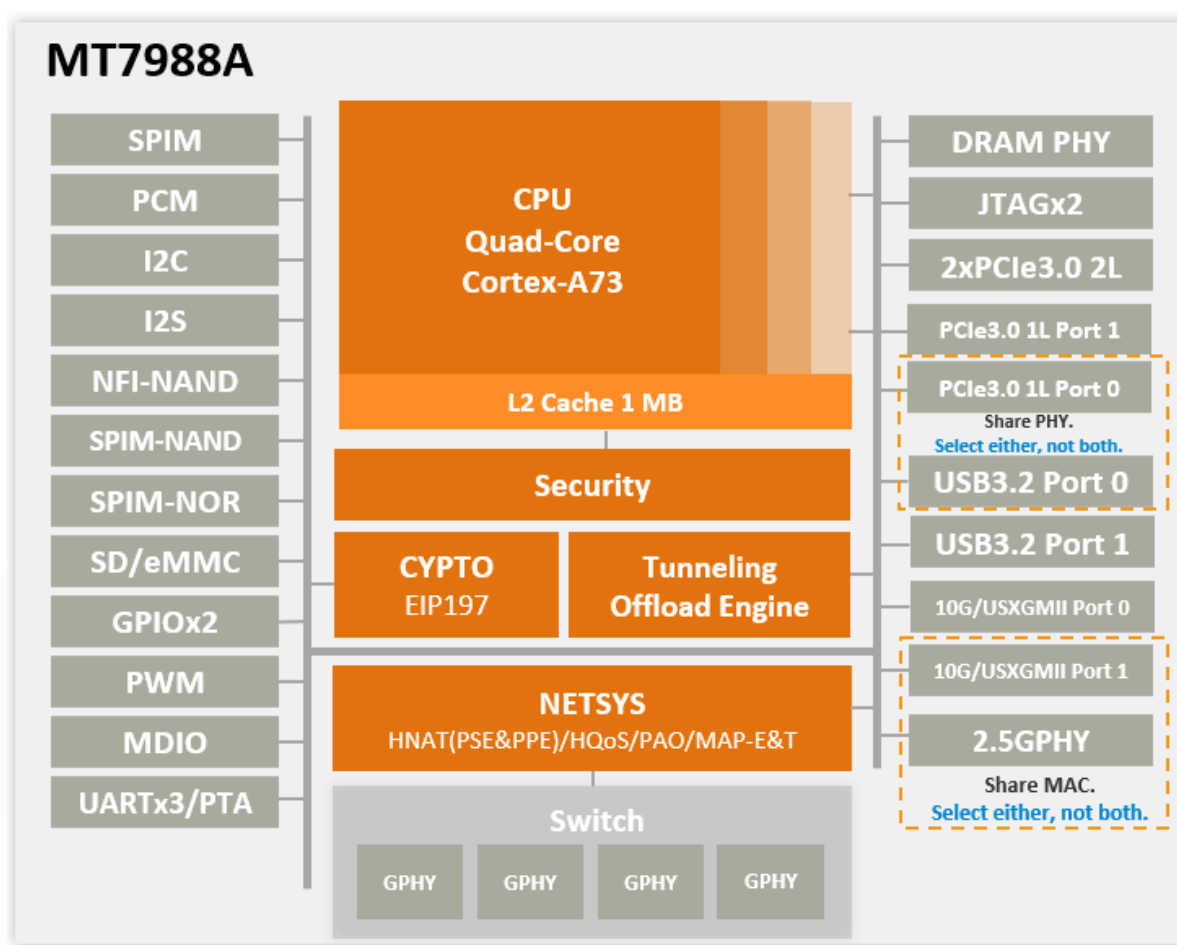 MT7988A
SPIM
PCM
I2C
I2S
NFI-NAND
SPIM-NAND
SPIM-NOR
SD/eMMC
GPIOx2
PWM
MDIO
UARTx3/PTA
CPU
Quad-Core
Cortex-A73
L2 Cache 1 MB
Security
CYPTO
EIP197
Tunneling
Offload Engine
NETSYS
HNAT(PSE&PPE)/HQoS/PAO/MAP-E&T
Switch
GPHY
GPHY
GPHY
GPHY
DRAM PHY
JTAGx2
2xPCIe3.0 2L
PCIe3.0 1L Port 1
PCIe3.0 1L Port 0
Share PHY.
Select either, not both.
USB3.2 Port 0
USB3.2 Port 1
10G/USXGMII Port 0
10G/USXGMII Port 1
2.5GPHY
Share MAC.
Select either, not both.